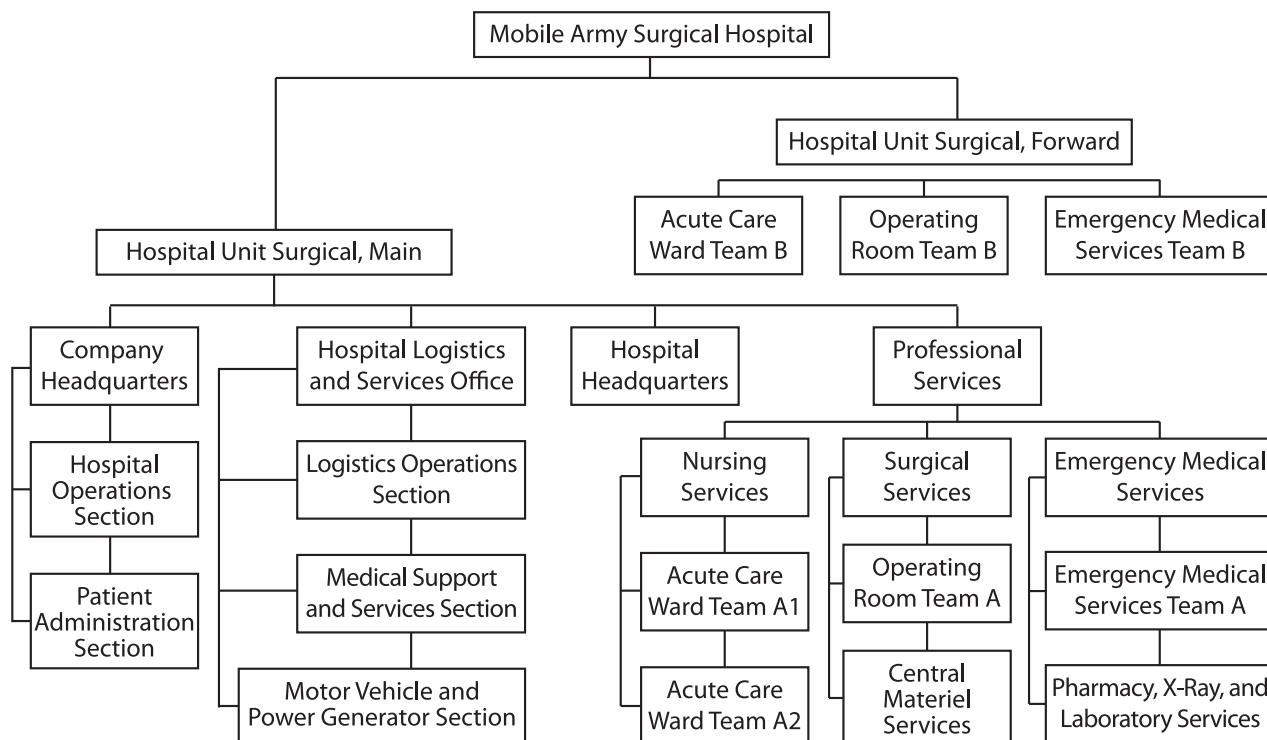 Mobile Army Surgical Hospital
Hospital Unit Surgical, Forward
Acute Care
Ward Team B
Operating
Room Team B
Emergency Medical
Services Team B
Hospital Unit Surgical, Main
Company
Headquarters
Hospital
Operations
Section
Patient
Administration
Section
Hospital Logistics
and Services Office
Logistics Operations
Section
Medical Support
and Services Section
Motor Vehicle and
Power Generator Section
Hospital
Headquarters
Professional
Services
Nursing
Services
Acute Care
Ward Team A1
Acute Care
Ward Team A2
Surgical
Services
Operating
Room Team A
Central
Materiel
Services
Emergency Medical
Services
Emergency Medical
Services Team A
Pharmacy, X-Ray, and
Laboratory Services